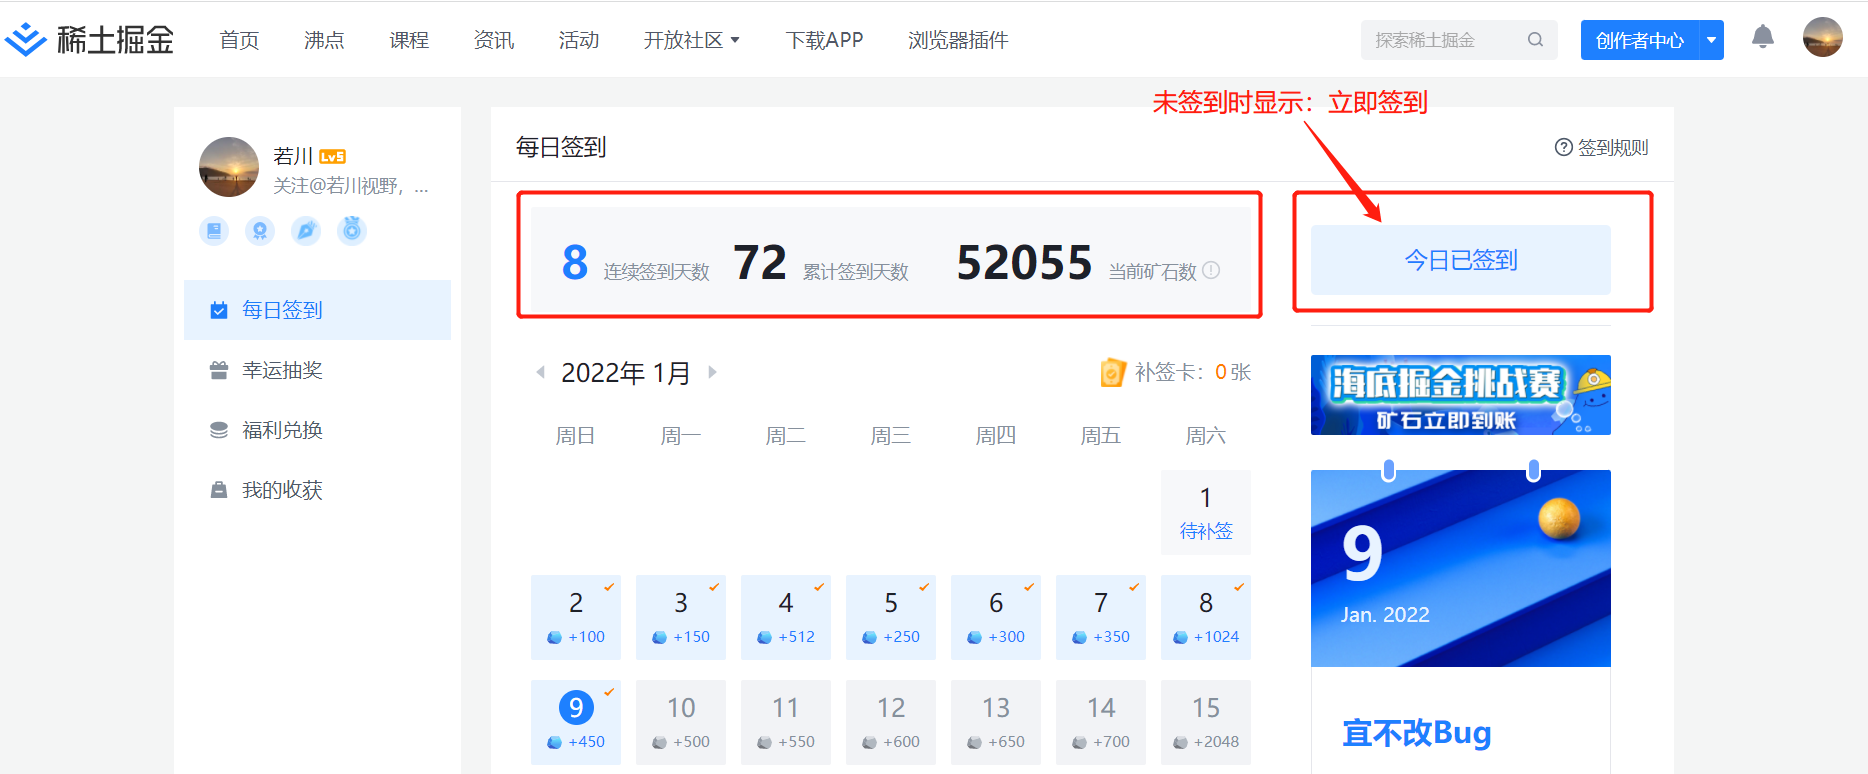 稀土掘金
首页 沸点 课程 资讯 活动 开放社区 下载APP 浏览器插件
探索稀土掘金
创作者中心
未签到时显示：立即签到
若川 Lv5
关注@若川视野，...
每日签到
幸运抽奖
福利兑换
我的收获
每日签到
签到规则
8 连续签到天数 72 累计签到天数 52055 当前矿石数
今日已签到
2022年 1月
补签卡：0张
周日 周一 周二 周三 周四 周五 周六
1
待补签
2 3 4 5 6 7 8
+100 +150 +512 +250 +300 +350 +1024
9 10 11 12 13 14 15
+450 +500 +550 +600 +650 +700 +2048
海底掘金挑战赛
矿石立即到账
9
Jan. 2022
宜不改Bug